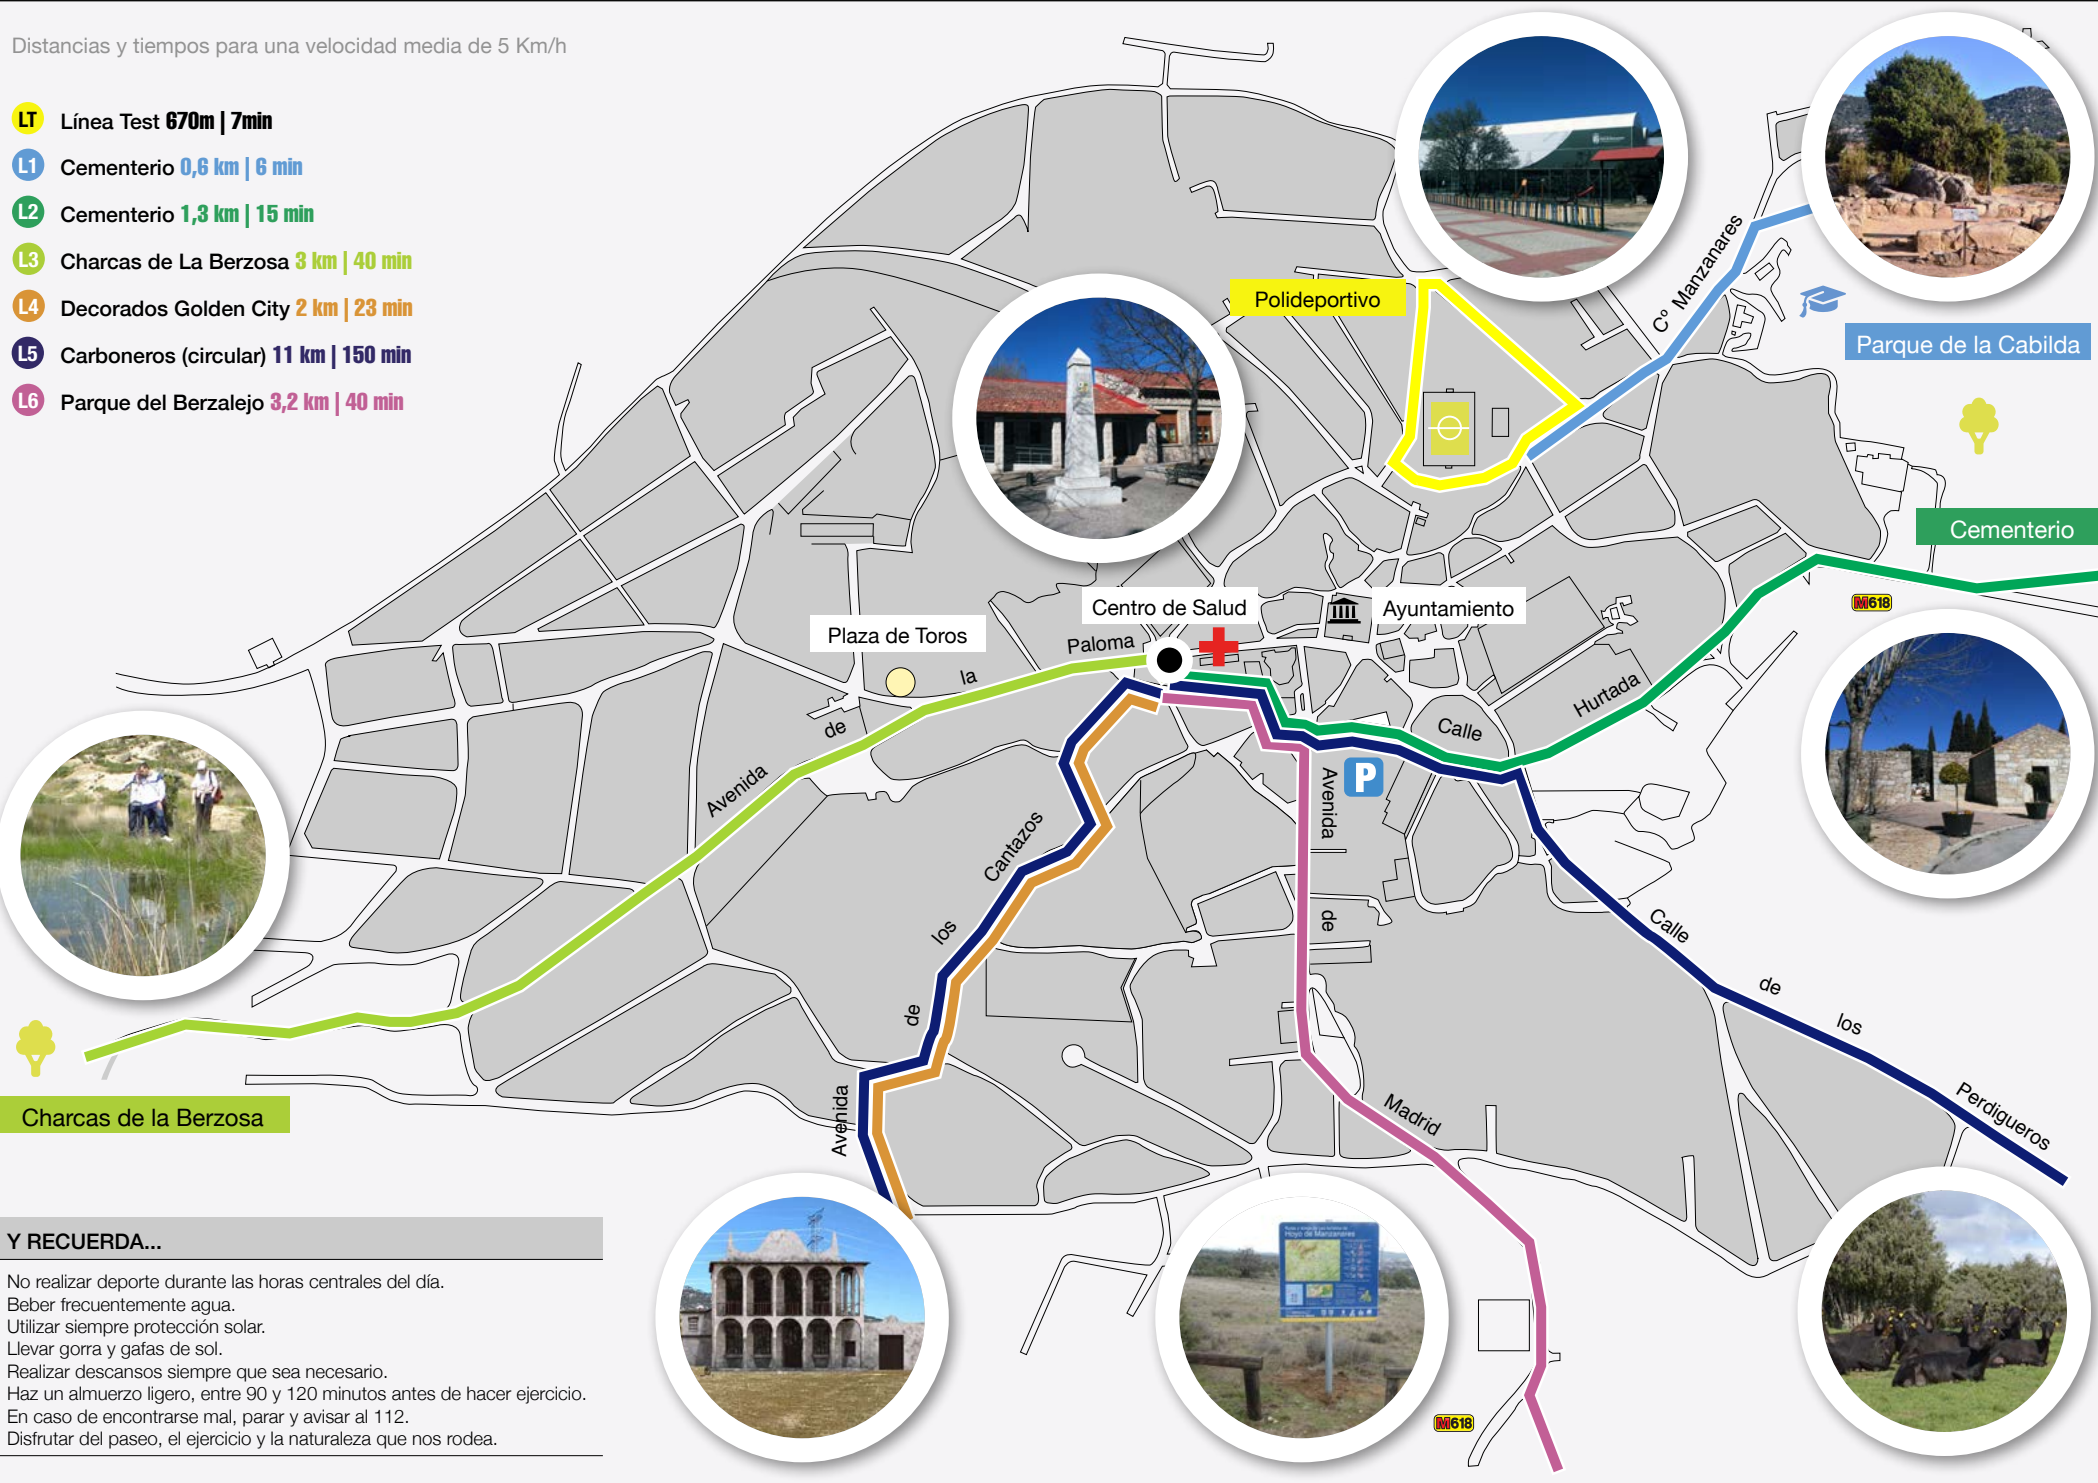 Distancias y tiempos para una velocidad media de 5 Km/h
LT Línea Test 670m | 7min
L1 Cementerio 0,6 km | 6 min
L2 Cementerio 1,3 km | 15 min
L3 Charcas de La Berzosa 3 km | 40 min
L4 Decorados Golden City 2 km | 23 min
L5 Carboneros (circular) 11 km | 150 min
L6 Parque del Berzalejo 3,2 km | 40 min
Polideportivo
Cº Manzanares
Parque de la Cabilda
Cementerio
M618
Centro de Salud
Ayuntamiento
Plaza de Toros
Avenida de la Paloma
Calle Hurtada
P
Avenida de Madrid
Avenida de los Cantazos
Calle de los Perdigueros
Charcas de la Berzosa
Hoyo de Manzanares
M618
Y RECUERDA...
No realizar deporte durante las horas centrales del día.
Beber frecuentemente agua.
Utilizar siempre protección solar.
Llevar gorra y gafas de sol.
Realizar descansos siempre que sea necesario.
Haz un almuerzo ligero, entre 90 y 120 minutos antes de hacer ejercicio.
En caso de encontrarse mal, parar y avisar al 112.
Disfrutar del paseo, el ejercicio y la naturaleza que nos rodea.